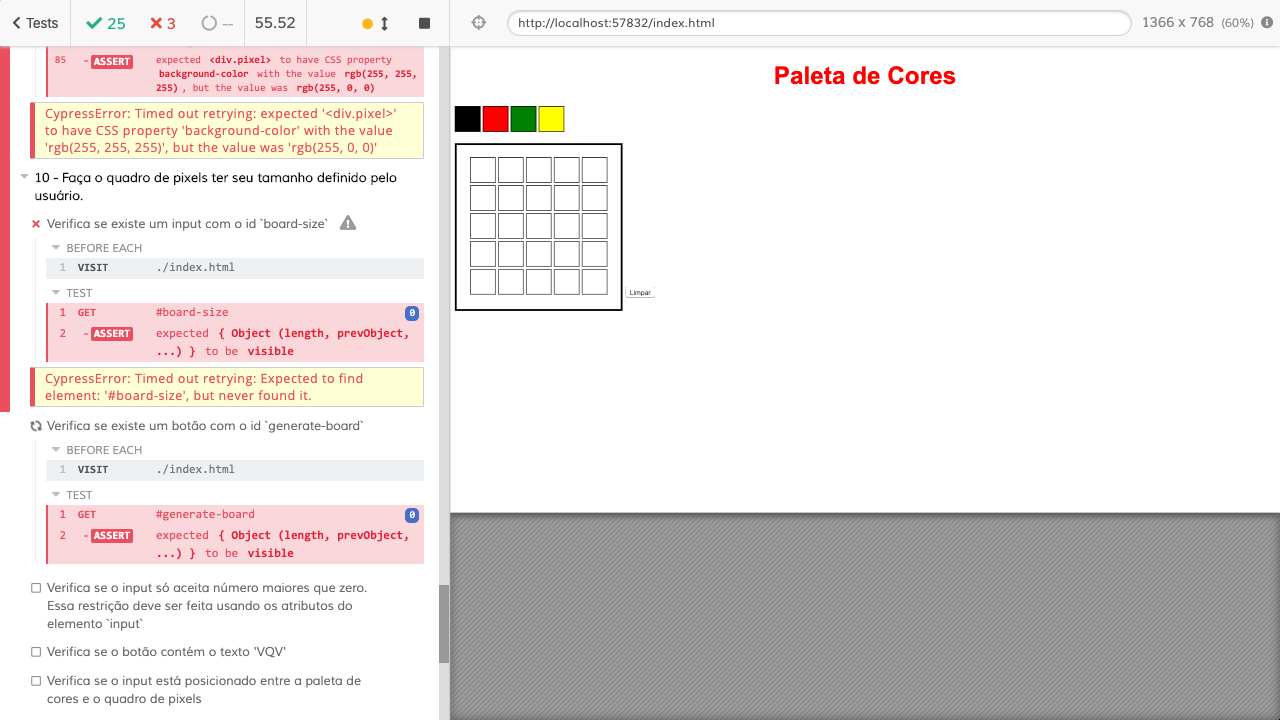 Tests
25
3
--
55.52
http://localhost:57832/index.html
1366 x 768 (60%)
85 - ASSERT expected <div.pixel> to have CSS property
background-color with the value rgb(255, 255,
255) , but the value was rgb(255, 0, 0)
CypressError: Timed out retrying: expected '<div.pixel>'
to have CSS property 'background-color' with the value
'rgb(255, 255, 255)', but the value was 'rgb(255, 0, 0)'
10 - Faça o quadro de pixels ter seu tamanho definido pelo
usuário.
Verifica se existe um input com o id `board-size`
BEFORE EACH
1 VISIT ./index.html
TEST
1 GET #board-size 0
2 - ASSERT expected { Object (length, prevObject,
...) } to be visible
CypressError: Timed out retrying: Expected to find
element: '#board-size', but never found it.
Verifica se existe um botão com o id `generate-board`
BEFORE EACH
1 VISIT ./index.html
TEST
1 GET #generate-board 0
2 - ASSERT expected { Object (length, prevObject,
...) } to be visible
Verifica se o input só aceita número maiores que zero.
Essa restrição deve ser feita usando os atributos do
elemento `input`
Verifica se o botão contém o texto 'VQV'
Verifica se o input está posicionado entre a paleta de
cores e o quadro de pixels
Paleta de Cores
Limpar